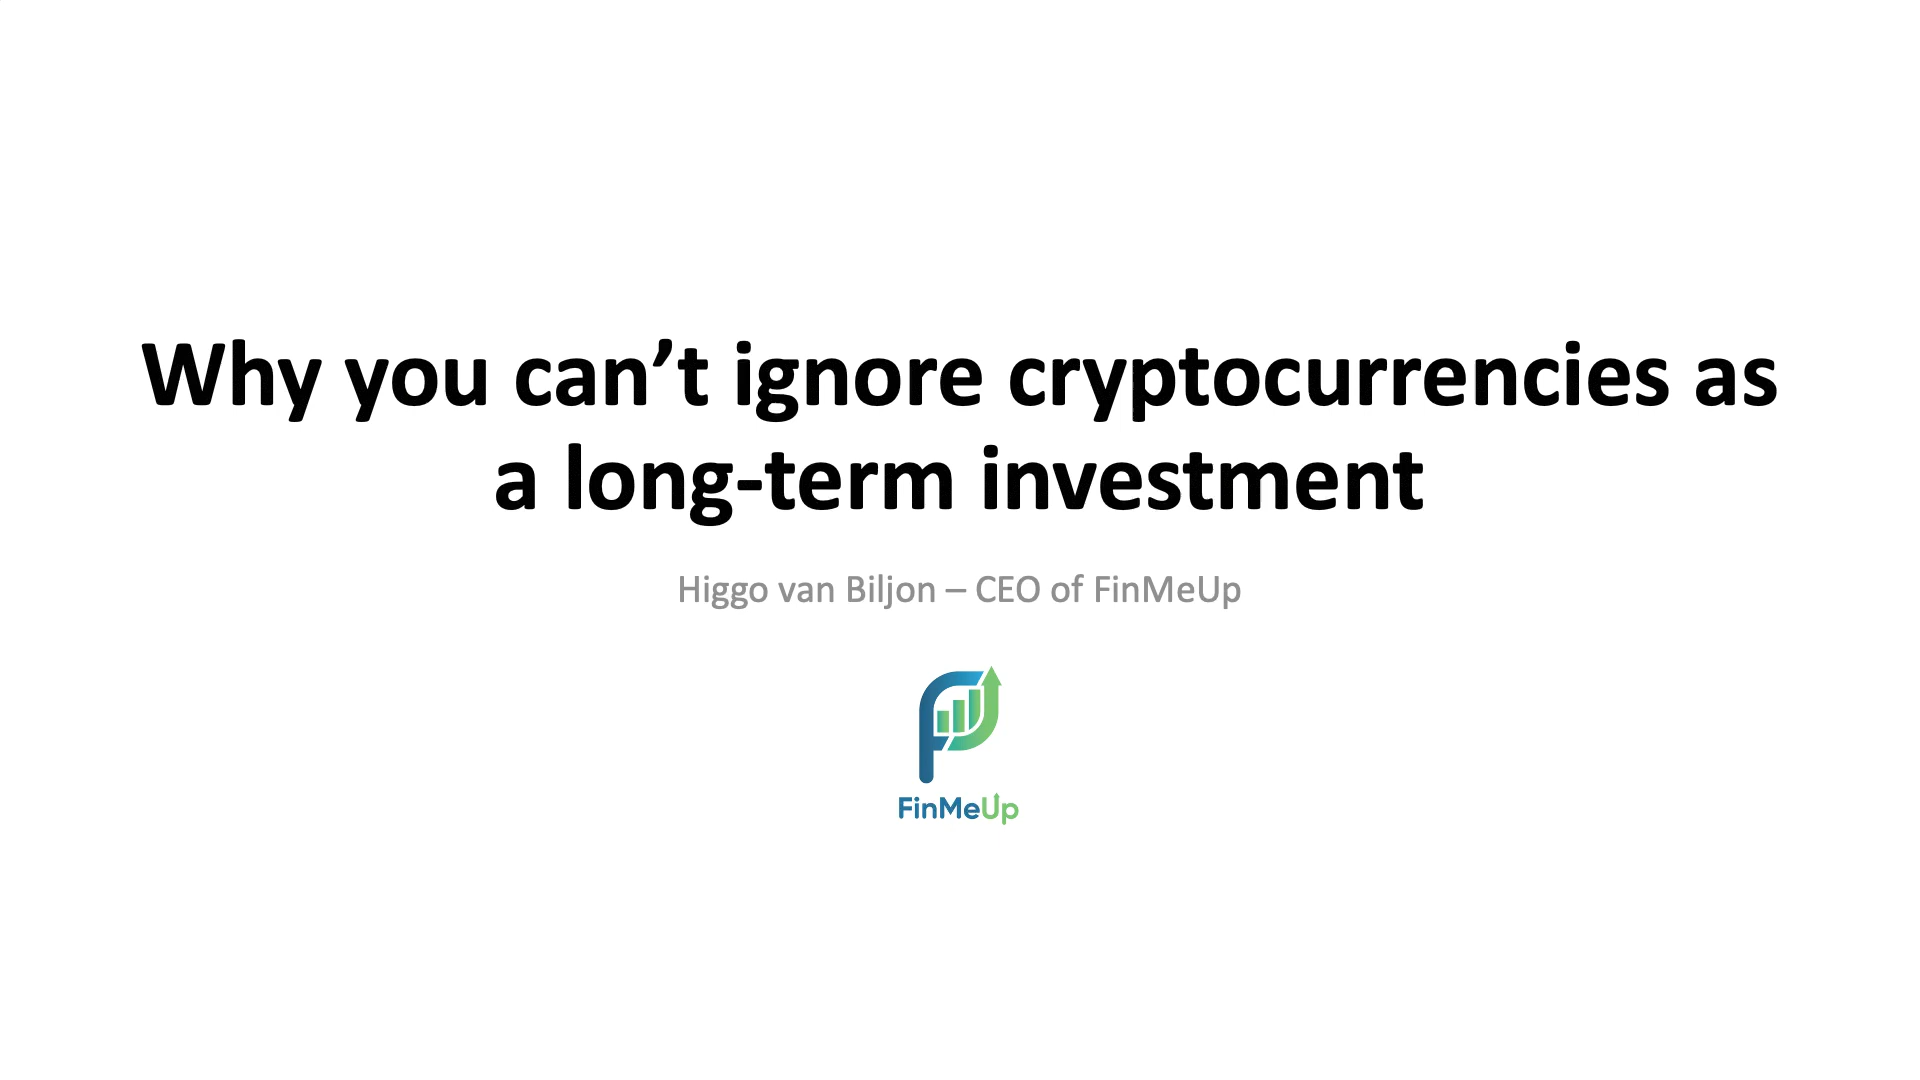 Why you can’t ignore cryptocurrencies as
a long-term investment
Higgo van Biljon – CEO of FinMeUp
FinMeUp